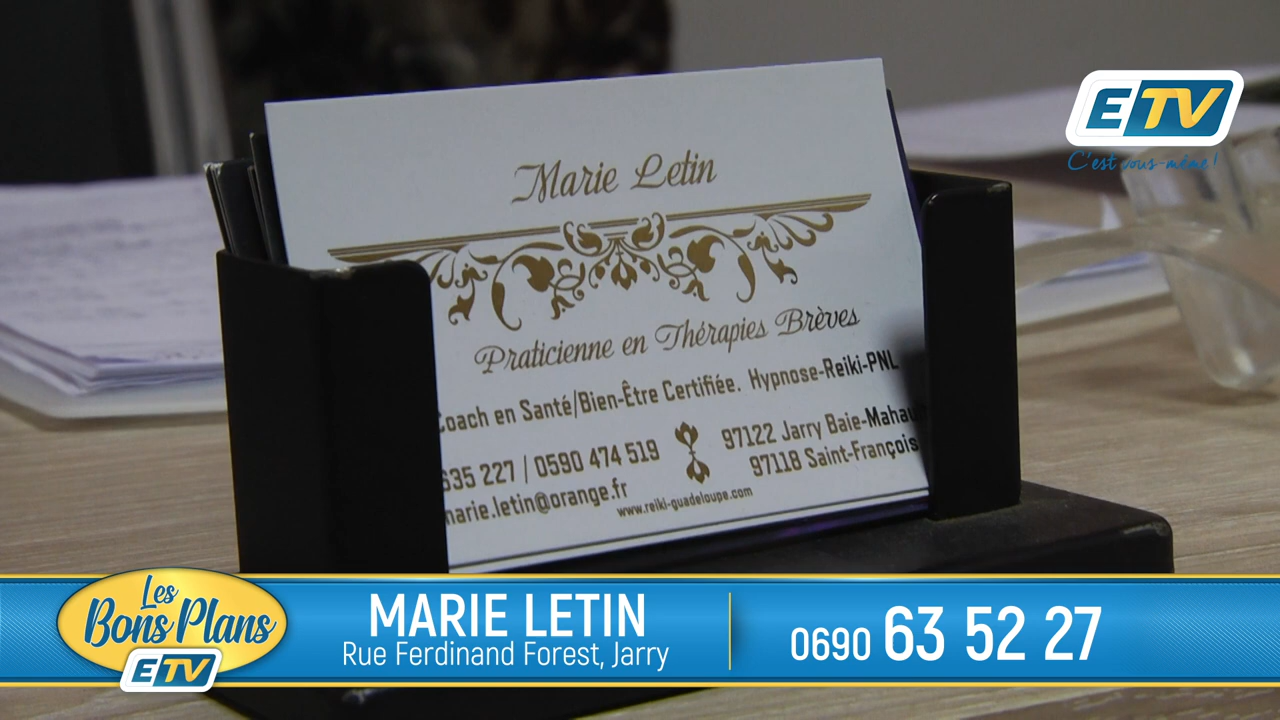 ETV
C'est vous-même !
Marie Letin
Praticienne en Thérapies Brèves
Coach en Santé/Bien-Être Certifiée. Hypnose-Reiki-PNL
635 227 / 0590 474 519
97122 Jarry Baie-Mahau
marie.letin@orange.fr
97118 Saint-François
www.reiki-guadeloupe.com
Les
Bons Plans
ETV
MARIE LETIN
Rue Ferdinand Forest, Jarry
0690 63 52 27